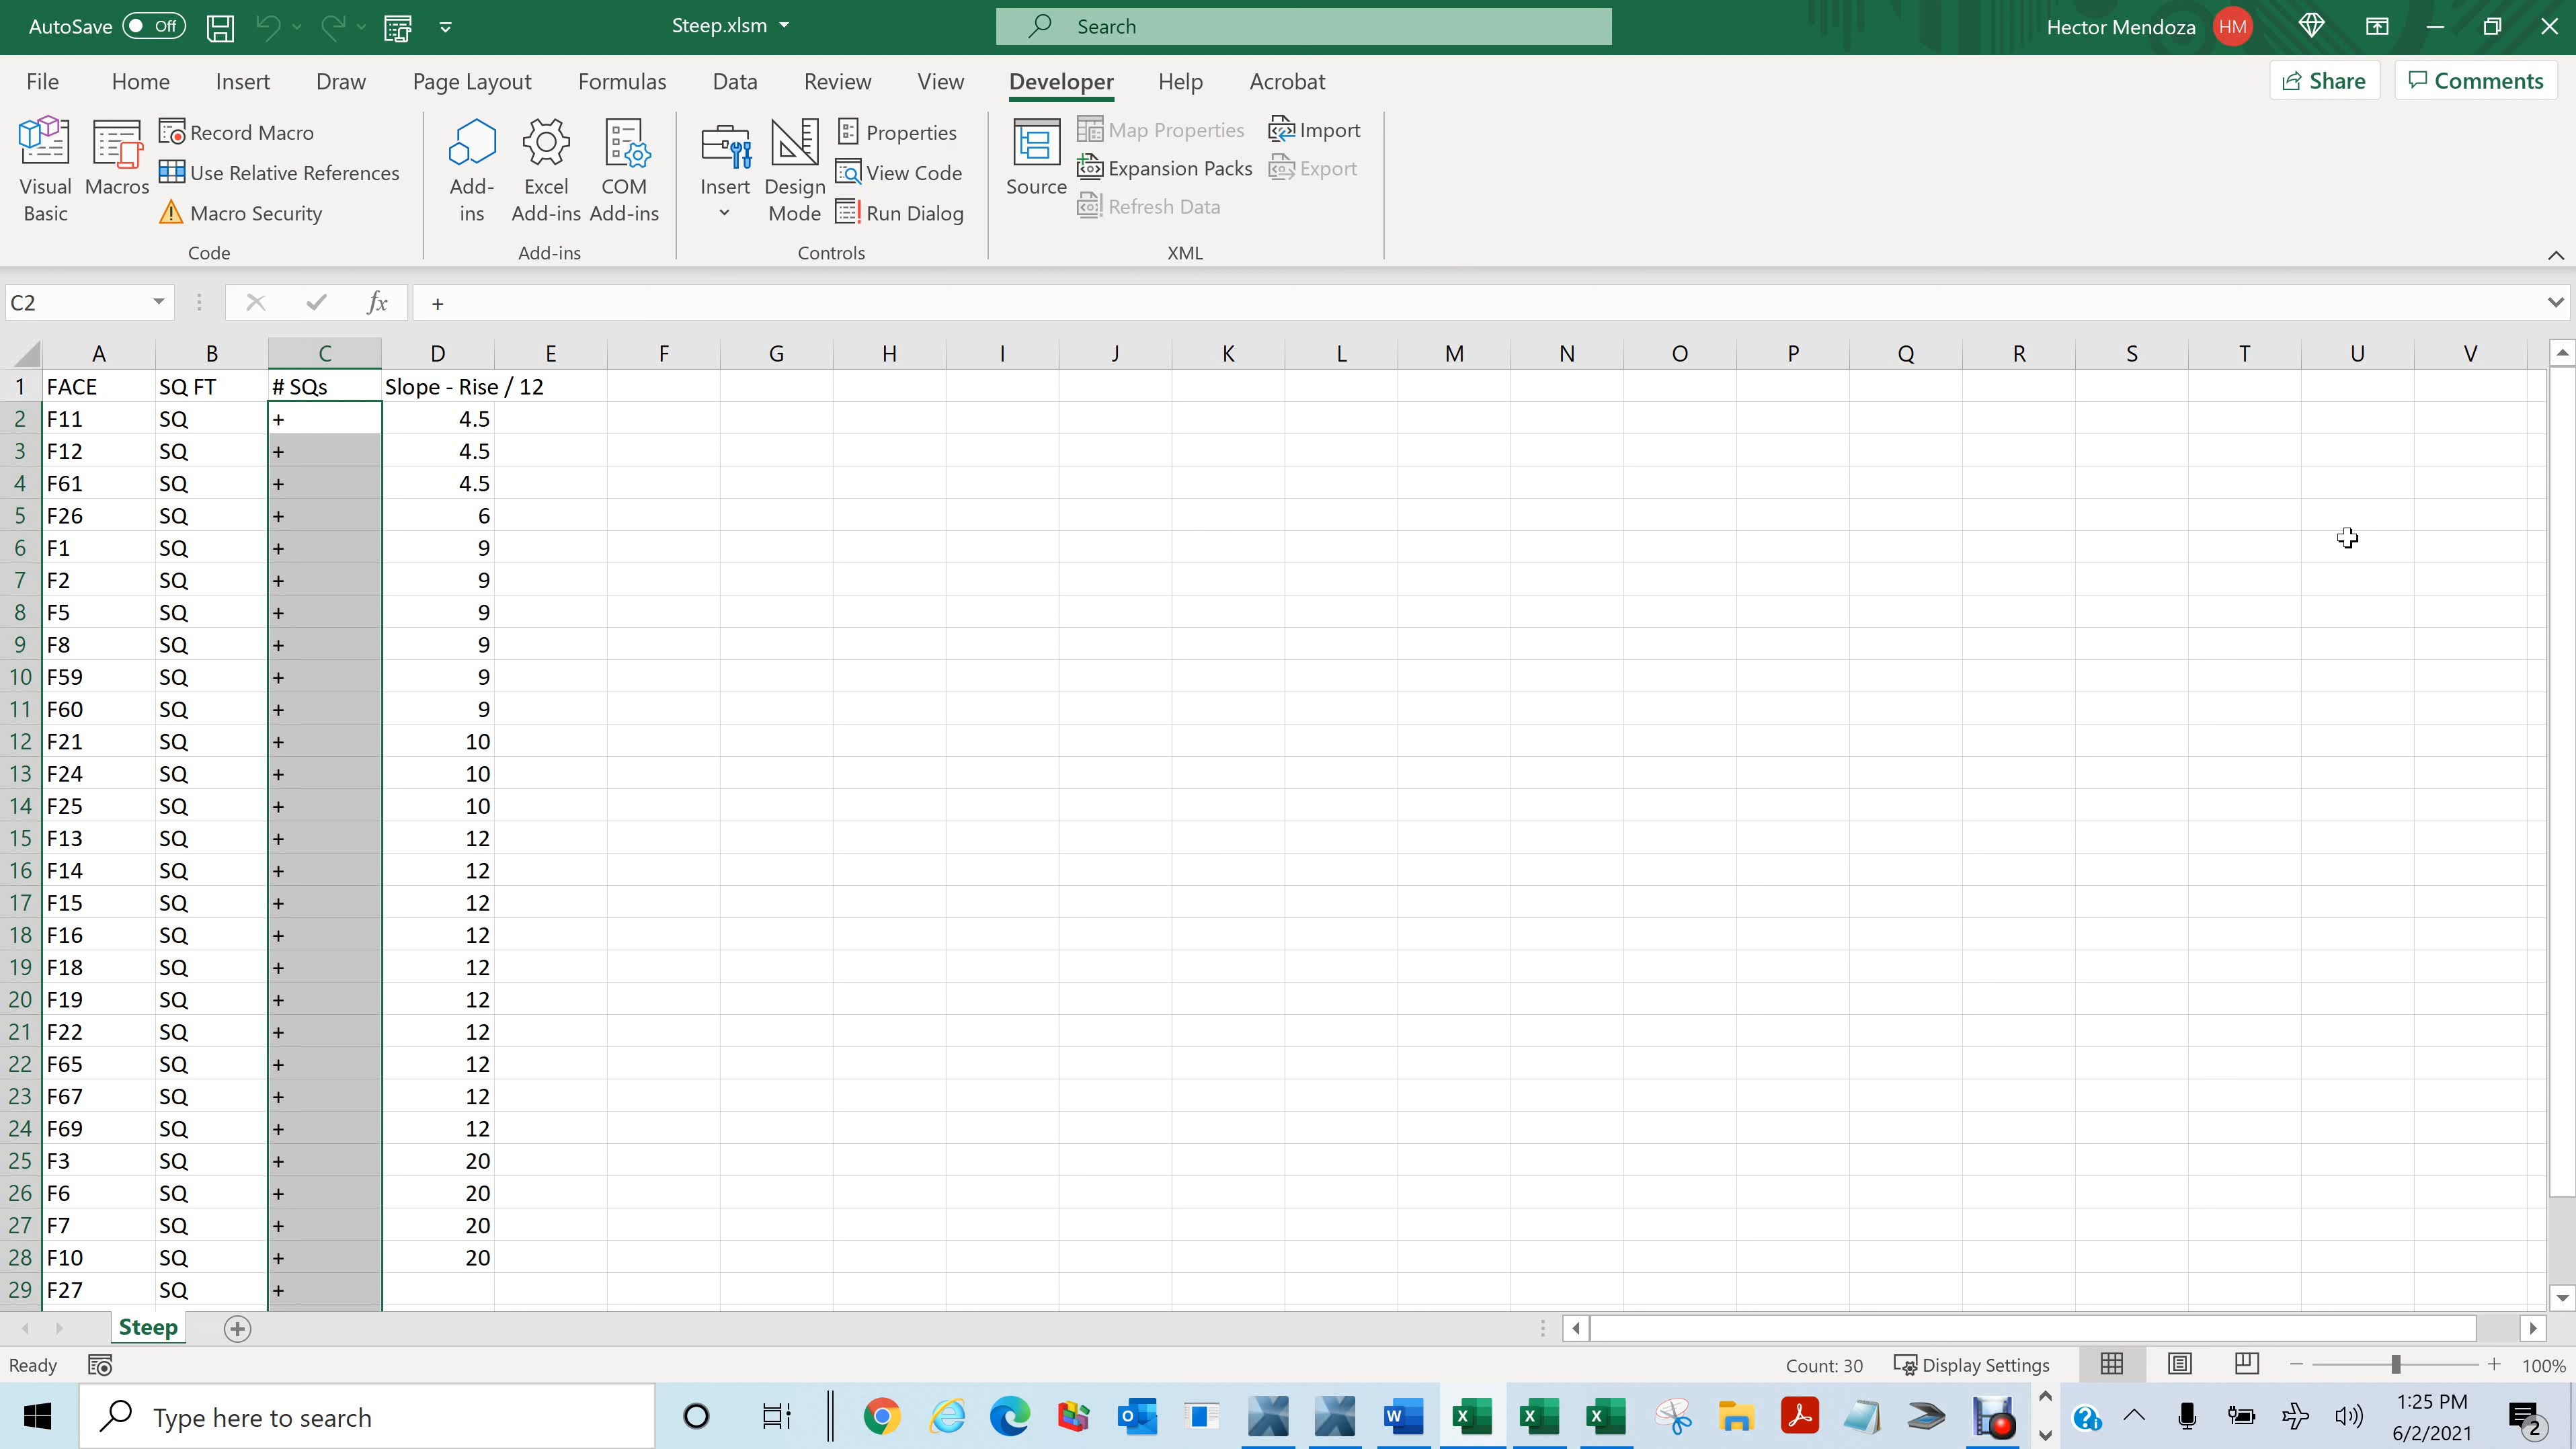 AutoSave Off Steep.xlsm Search Hector Mendoza HM
File Home Insert Draw Page Layout Formulas Data Review View Developer Help Acrobat Share Comments
Visual Basic Macros Record Macro
Use Relative References
Macro Security
Code
Add-ins Excel Add-ins COM Add-ins
Add-ins
Insert Design Mode Properties
View Code
Run Dialog
Controls
Source Map Properties Import
Expansion Packs Export
Refresh Data
XML
C2 fx +
A B C D E F G H I J K L M N O P Q R S T U V
1 FACE SQ FT # SQs Slope - Rise / 12
2 F11 SQ + 4.5
3 F12 SQ + 4.5
4 F61 SQ + 4.5
5 F26 SQ + 6
6 F1 SQ + 9
7 F2 SQ + 9
8 F5 SQ + 9
9 F8 SQ + 9
10 F59 SQ + 9
11 F60 SQ + 9
12 F21 SQ + 10
13 F24 SQ + 10
14 F25 SQ + 10
15 F13 SQ + 12
16 F14 SQ + 12
17 F15 SQ + 12
18 F16 SQ + 12
19 F18 SQ + 12
20 F19 SQ + 12
21 F22 SQ + 12
22 F65 SQ + 12
23 F67 SQ + 12
24 F69 SQ + 12
25 F3 SQ + 20
26 F6 SQ + 20
27 F7 SQ + 20
28 F10 SQ + 20
29 F27 SQ +
Steep
Ready Count: 30 Display Settings 100%
Type here to search 1:25 PM
6/2/2021 2